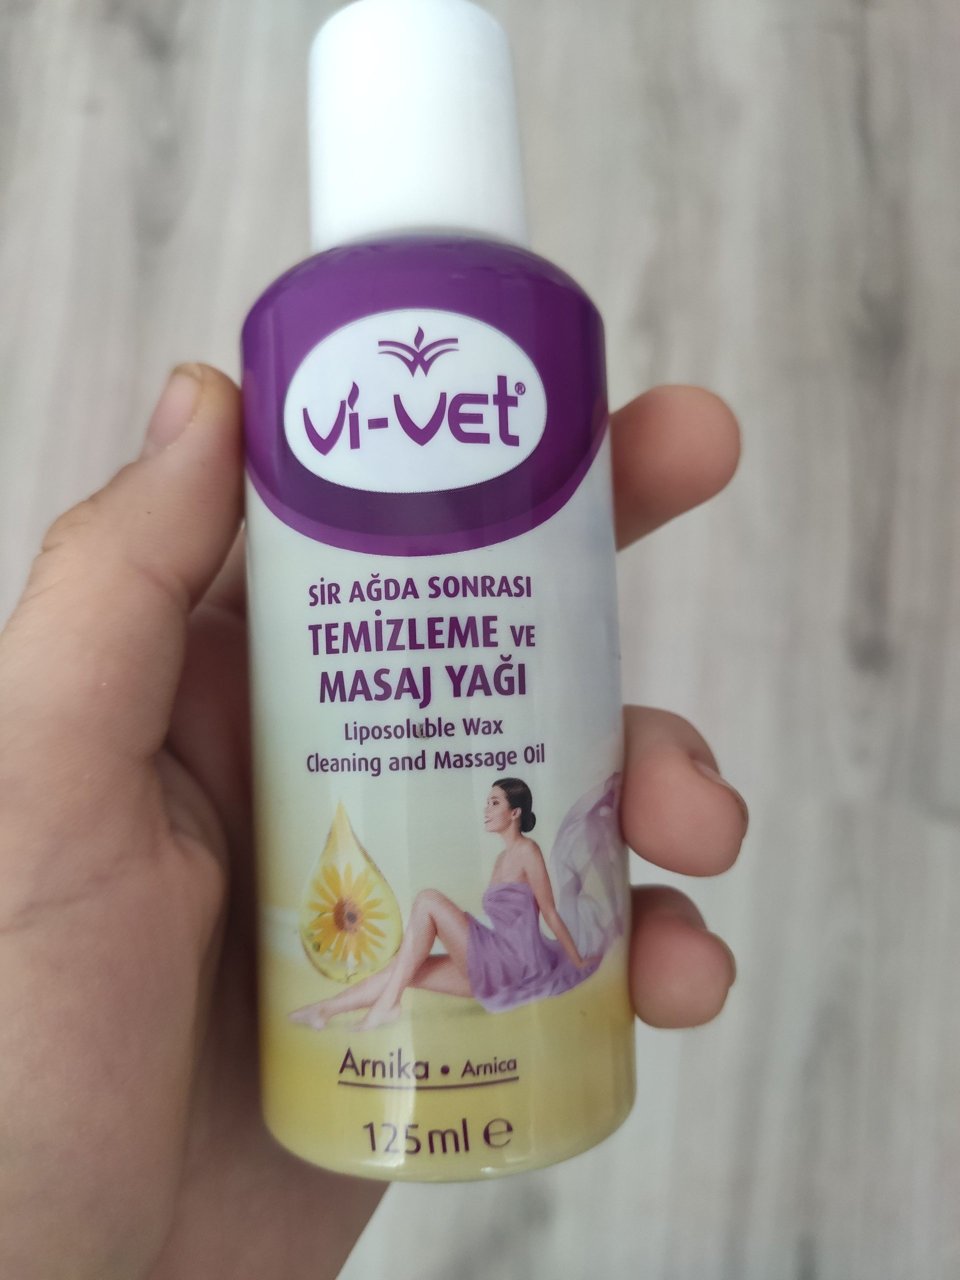 Vi-VET®
SİR AĞDA SONRASI
TEMİZLEME VE
MASAJ YAĞI
Liposoluble Wax
Cleaning and Massage Oil
Arnika • Arnica
125ml ℮